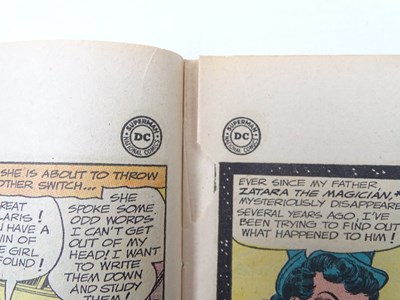 SUPERMAN
DC
NATIONAL COMICS
SHE IS ABOUT TO THROW
OTHER SWITCH...
GREAT
LARIS!
U HAVE A
IN OF
E GIRL
FOUND!
SHE
SPOKE SOME
ODD WORDS
I CAN'T GET
OUT OF MY
HEAD! I WANT
TO WRITE
THEM DOWN
AND STUDY
THEM!
SUPERMAN
DC
NATIONAL COMICS
EVER SINCE MY FATHER,
ZATARA THE MAGICIAN,*
MYSTERIOUSLY DISAPPEARE
SEVERAL YEARS AGO, I'VE
BEEN TRYING TO FIND OUT
WHAT HAPPENED TO HIM!